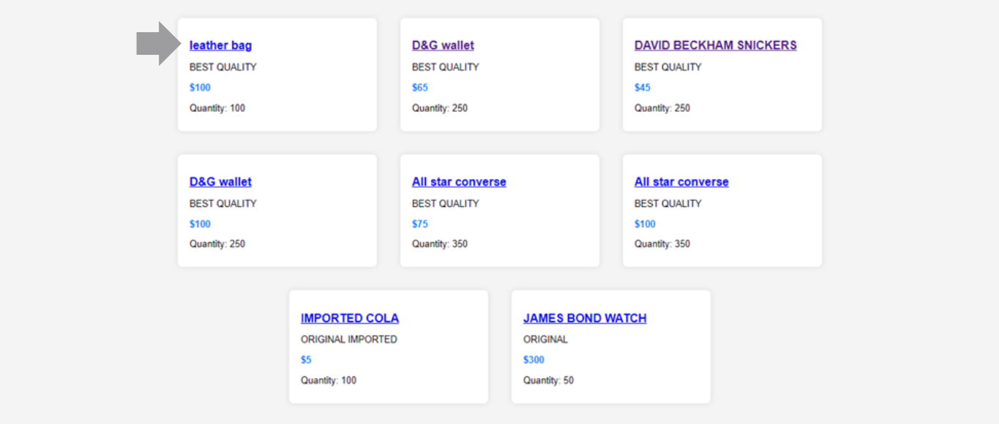 leather bag
BEST QUALITY
$100
Quantity: 100
D&G wallet
BEST QUALITY
$65
Quantity: 250
DAVID BECKHAM SNICKERS
BEST QUALITY
$45
Quantity: 250
D&G wallet
BEST QUALITY
$100
Quantity: 250
All star converse
BEST QUALITY
$75
Quantity: 350
All star converse
BEST QUALITY
$100
Quantity: 350
IMPORTED COLA
ORIGINAL IMPORTED
$5
Quantity: 100
JAMES BOND WATCH
ORIGINAL
$300
Quantity: 50